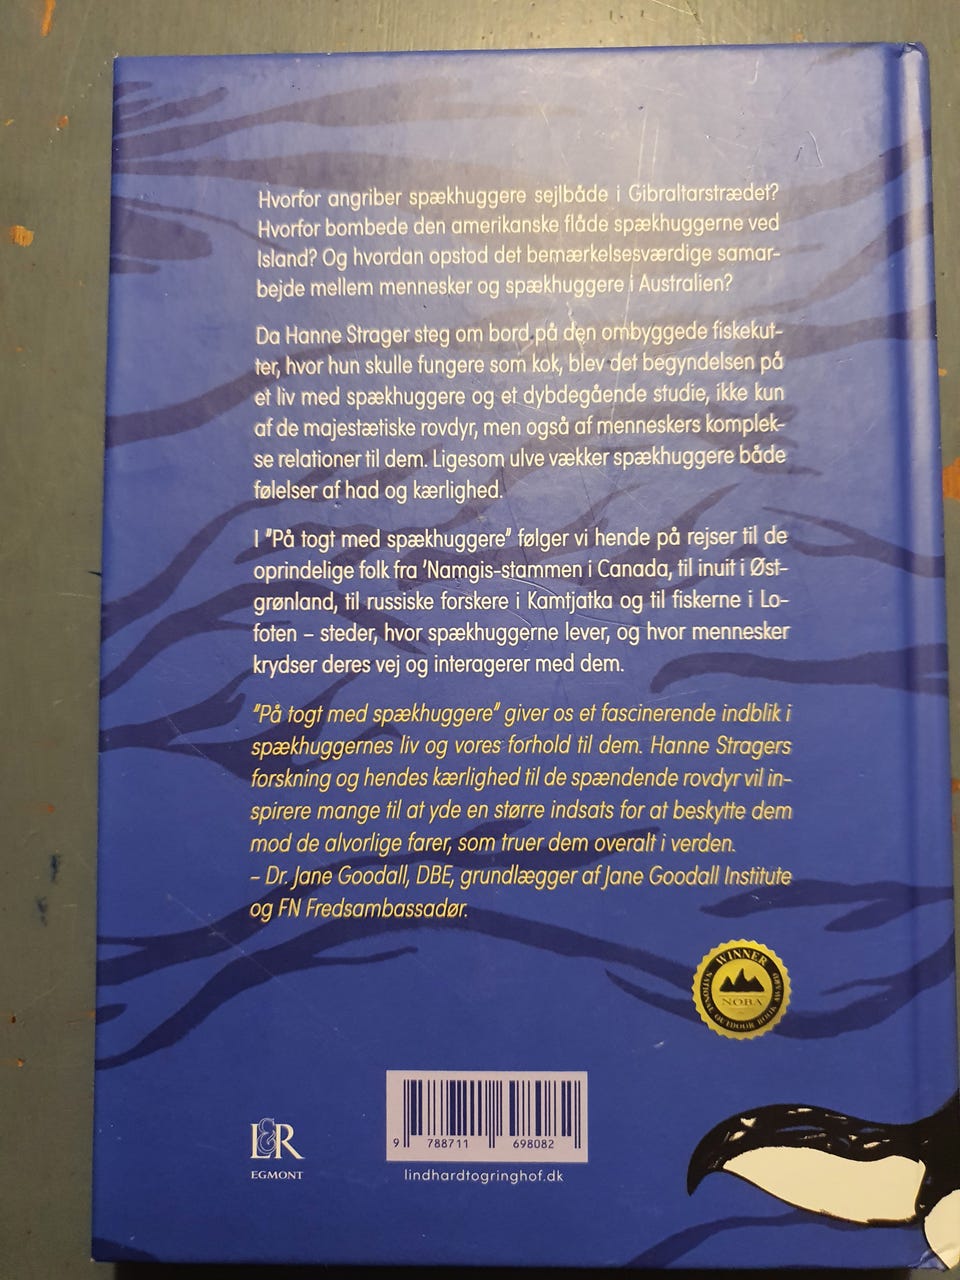 Hvorfor angriber spækhuggere sejlbåde i Gibraltarstrædet?
Hvorfor bombede den amerikanske flåde spækhuggerne ved
Island? Og hvordan opstod det bemærkelsesværdige samar-
bejde mellem mennesker og spækhuggere i Australien?
Da Hanne Strager steg om bord på den ombyggede fiskekut-
ter, hvor hun skulle fungere som kok, blev det begyndelsen på
et liv med spækhuggere og et dybdegående studie, ikke kun
af de majestætiske rovdyr, men også af menneskers komplek-
se relationer til dem. Ligesom ulve vækker spækhuggere både
følelser af had og kærlighed.
I "På togt med spækhuggere" følger vi hende på rejser til de
oprindelige folk fra 'Namgis-stammen i Canada, til inuit i Øst-
grønland, til russiske forskere i Kamtjatka og til fiskerne i Lo-
foten – steder, hvor spækhuggerne lever, og hvor mennesker
krydser deres vej og interagerer med dem.
"På togt med spækhuggere" giver os et fascinerende indblik i
spækhuggernes liv og vores forhold til dem. Hanne Stragers
forskning og hendes kærlighed til de spændende rovdyr vil in-
spirere mange til at yde en større indsats for at beskytte dem
mod de alvorlige farer, som truer dem overalt i verden.
– Dr. Jane Goodall, DBE, grundlægger af Jane Goodall Institute
og FN Fredsambassadør.
WINNER
NOBA
NATIONAL OUTDOOR BOOK AWARD
L&R
EGMONT
9 788711 698082
lindhardtogringhof.dk